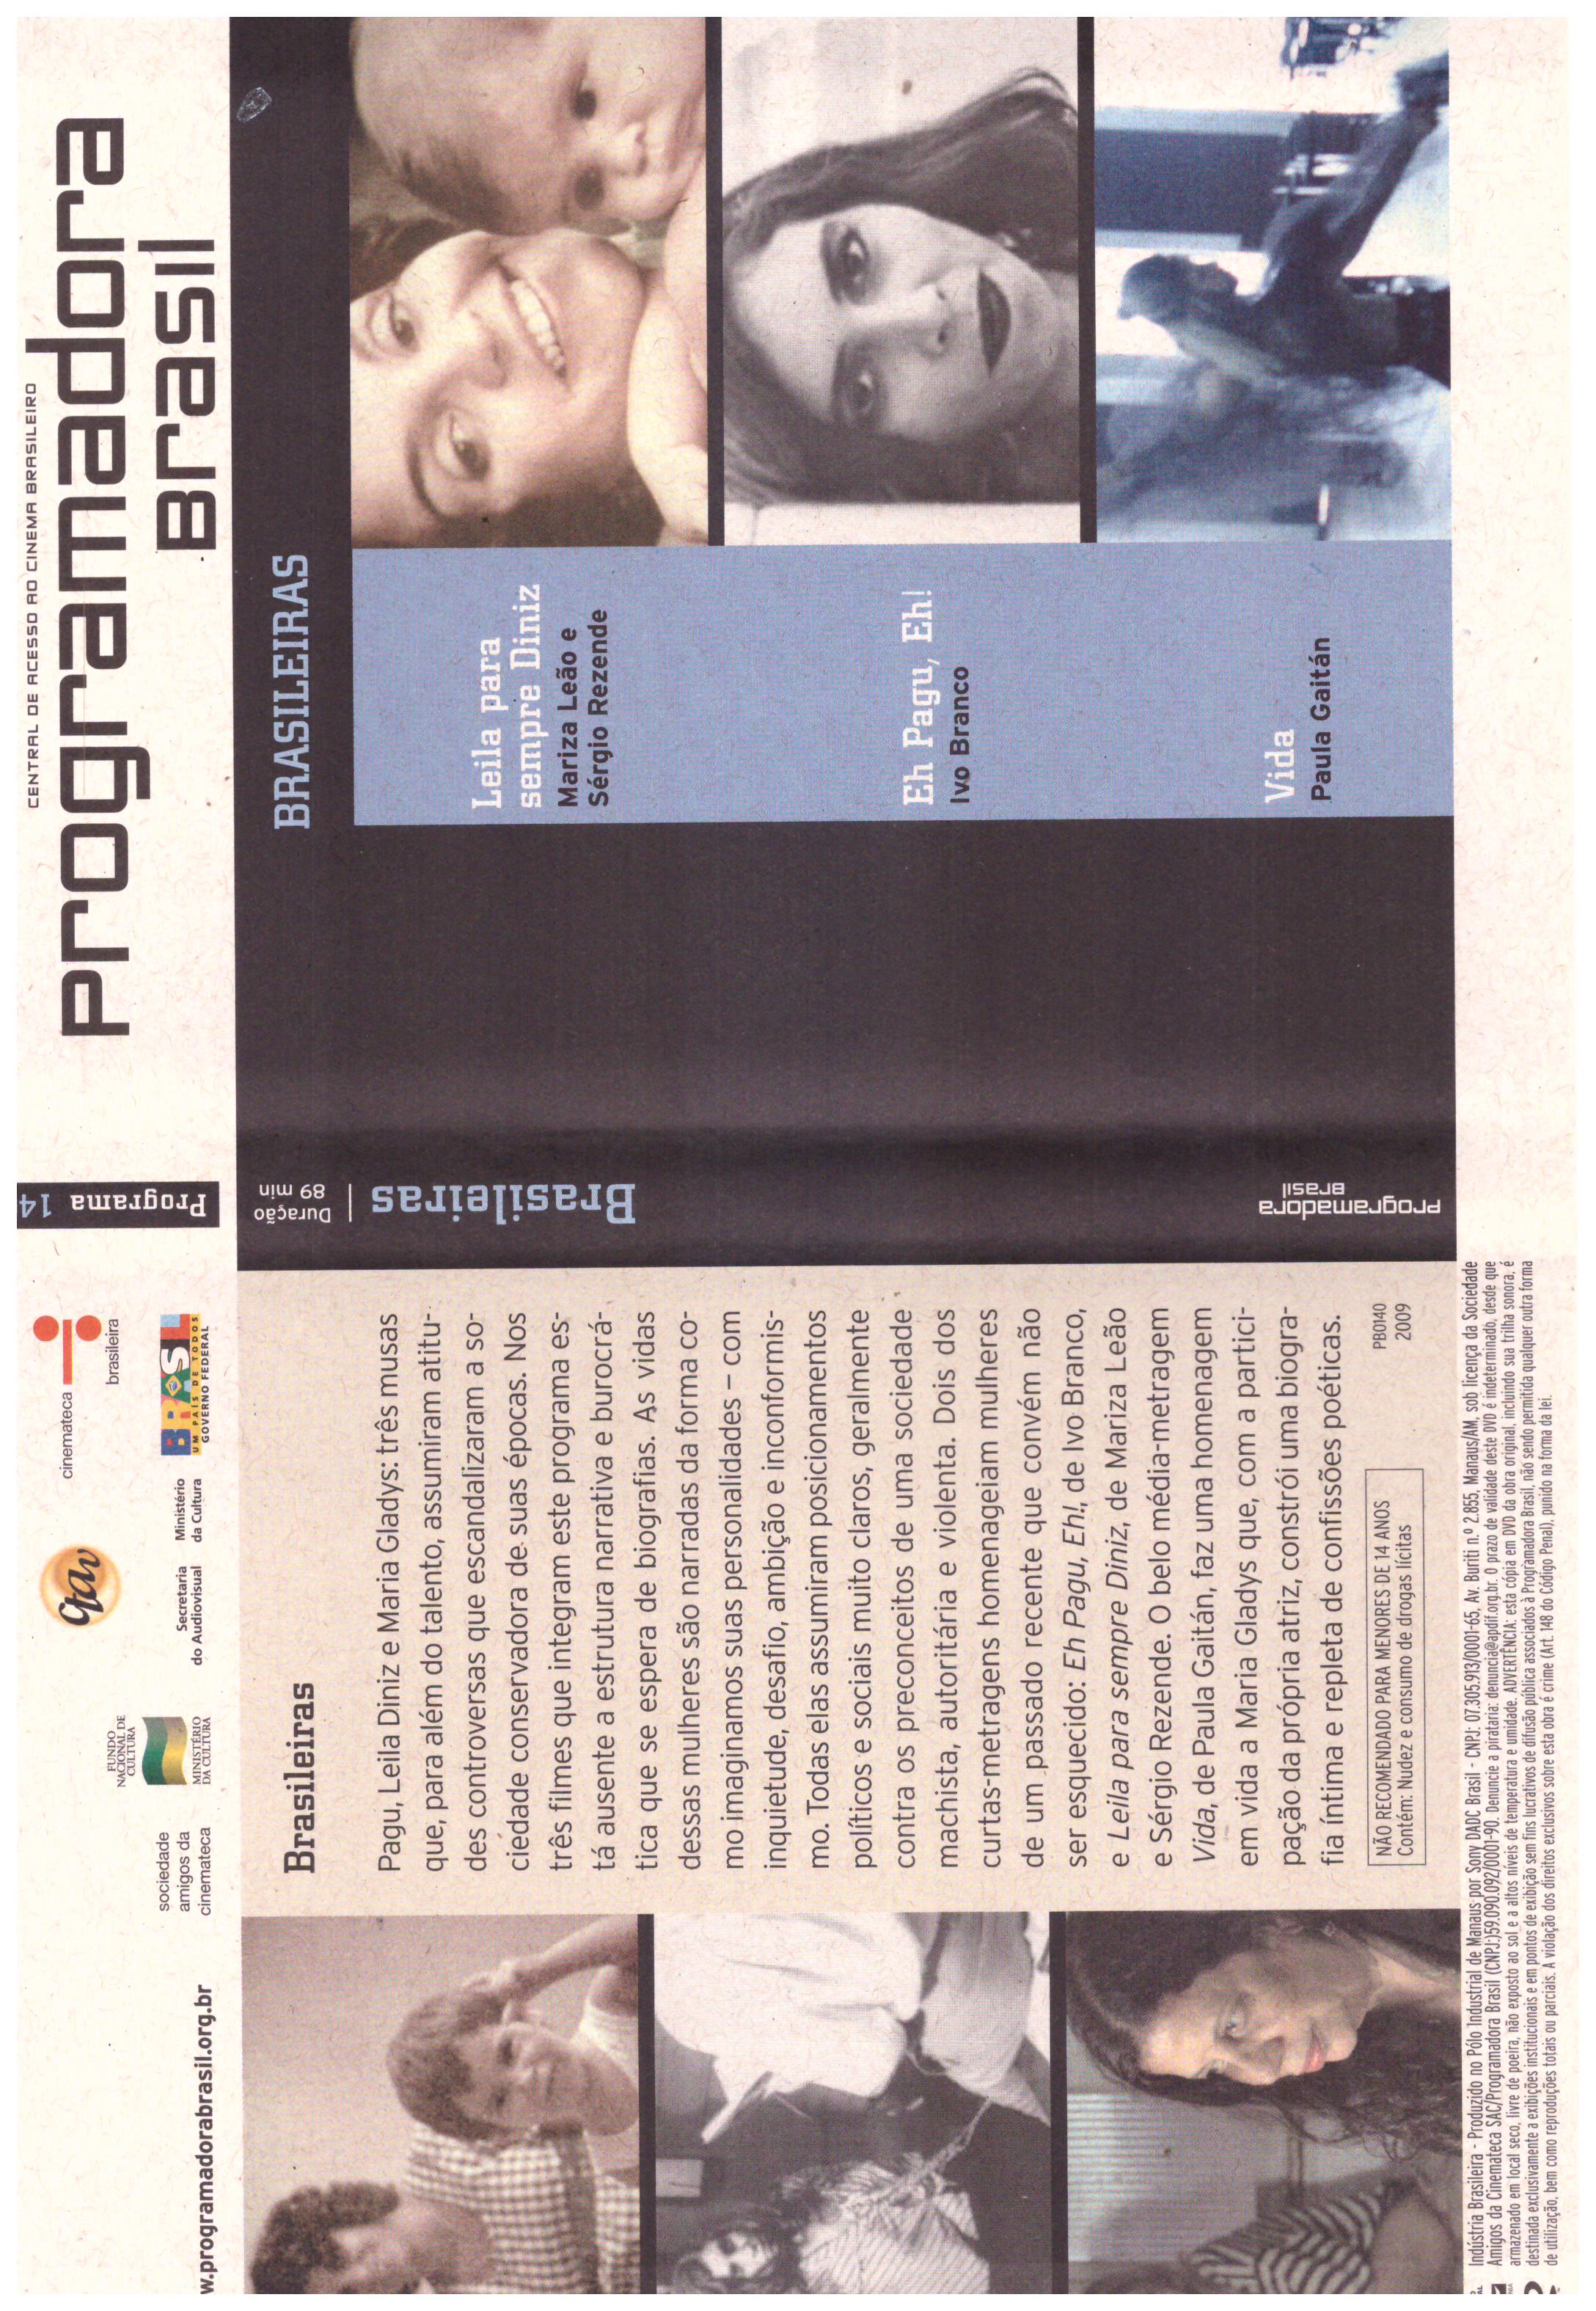 CENTRAL DE ACESSO AO CINEMA BRASILEIRO
programadora
Brasil
BRASILEIRAS
Leila para
sempre Diniz
Mariza Leão e
Sérgio Rezende
Eh Pagu, Eh!
Ivo Branco
Vida
Paula Gaitán
Programa 14
Duração
89 min
Brasileiras
Programadora
Brasil
w.programadorabrasil.org.br
sociedade
amigos da
cinemateca
FUNDO
NACIONAL DE
CULTURA
MINISTÉRIO
DA CULTURA
Secretaria
do Audiovisual
Ministério
da Cultura
cinemateca
brasileira
BRASIL
UM PAÍS DE TODOS
GOVERNO FEDERAL
Brasileiras
Pagu, Leila Diniz e Maria Gladys: três musas
que, para além do talento, assumiram atitu-
des controversas que escandalizaram a so-
ciedade conservadora de suas épocas. Nos
três filmes que integram este programa es-
tá ausente a estrutura narrativa e burocrá-
tica que se espera de biografias. As vidas
dessas mulheres são narradas da forma co-
mo imaginamos suas personalidades – com
inquietude, desafio, ambição e inconformis-
mo. Todas elas assumiram posicionamentos
políticos e sociais muito claros, geralmente
contra os preconceitos de uma sociedade
machista, autoritária e violenta. Dois dos
curtas-metragens homenageiam mulheres
de um passado recente que convém não
ser esquecido: Eh Pagu, Eh!, de Ivo Branco,
e Leila para sempre Diniz, de Mariza Leão
e Sérgio Rezende. O belo média-metragem
Vida, de Paula Gaitán, faz uma homenagem
em vida a Maria Gladys que, com a partici-
pação da própria atriz, constrói uma biogra-
fia íntima e repleta de confissões poéticas.
NÃO RECOMENDADO PARA MENORES DE 14 ANOS
Contém: Nudez e consumo de drogas lícitas
PB0140
2009
Indústria Brasileira - Produzido no Pólo Industrial de Manaus por Sony DADC Brasil - CNPJ: 07.305.913/0001-65, Av. Buriti n.º 2.855, Manaus/AM, sob licença da Sociedade
Amigos da Cinemateca SAC/Programadora Brasil (CNPJ:)59.090.092/0001-90. Denuncie a pirataria: denuncia@apdif.org.br. O prazo de validade deste DVD é indeterminado, desde que
armazenado em local seco, livre de poeira, não exposto ao sol e a altos níveis de temperatura e umidade. ADVERTÊNCIA: esta cópia em DVD da obra original, incluindo sua trilha sonora, é
destinada exclusivamente a exibições institucionais e em pontos de exibição sem fins lucrativos de difusão pública associados à Programadora Brasil, não sendo permitida qualquer outra forma
de utilização, bem como reproduções totais ou parciais. A violação dos direitos exclusivos sobre esta obra é crime (Art. 148 do Código Penal), punido na forma da lei.